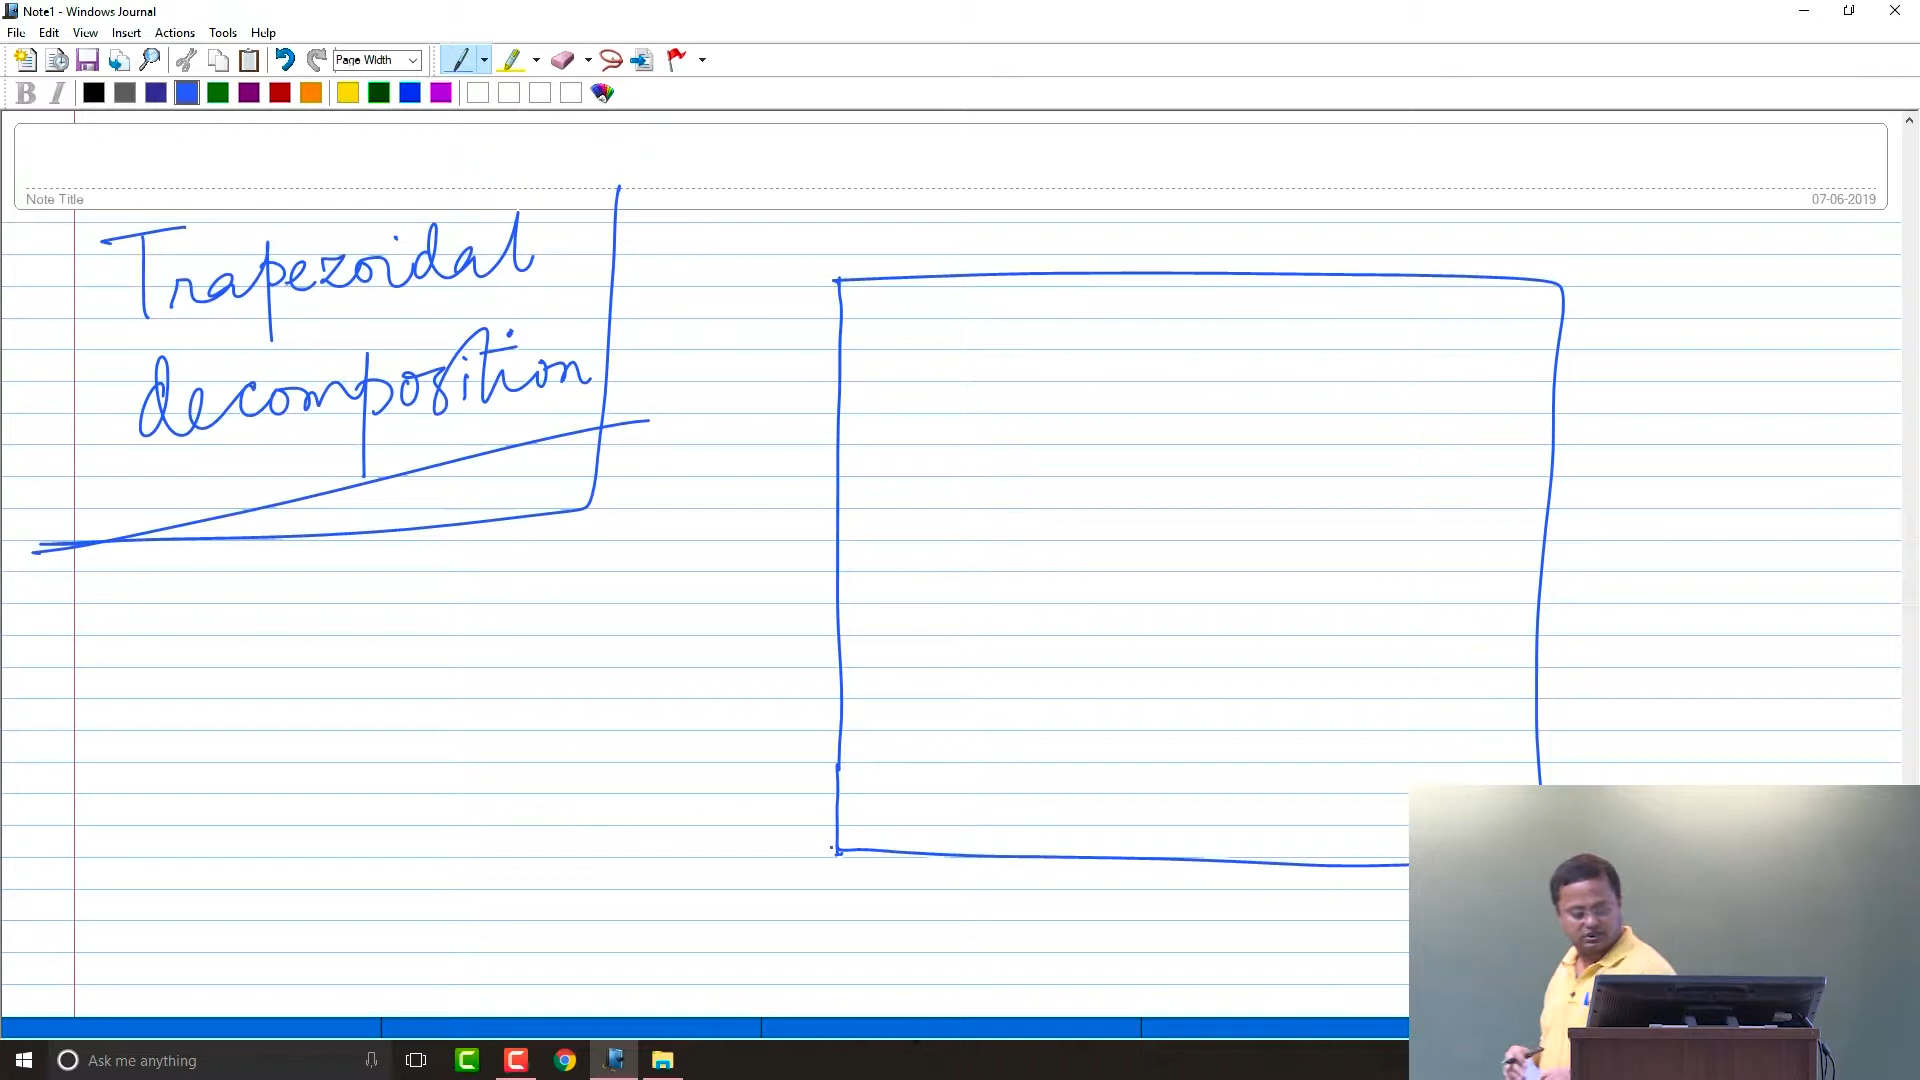 Note1 - Windows Journal
File Edit View Insert Actions Tools Help
Page Width
B I
Note Title
07-06-2019
Trapezoidal
decomposition
Ask me anything